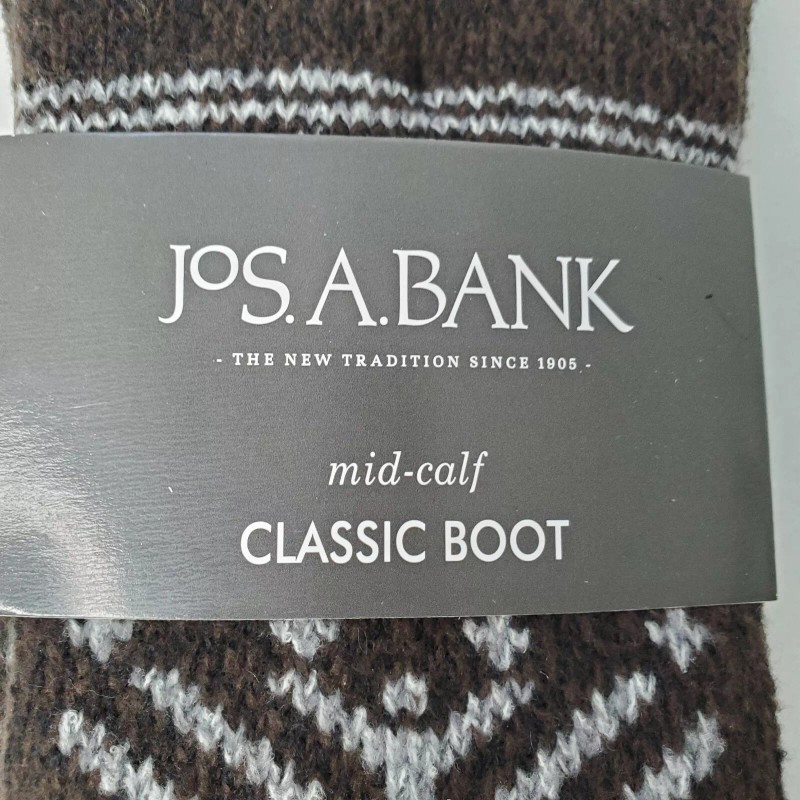 JOS. A. BANK
- THE NEW TRADITION SINCE 1905 -
mid-calf
CLASSIC BOOT